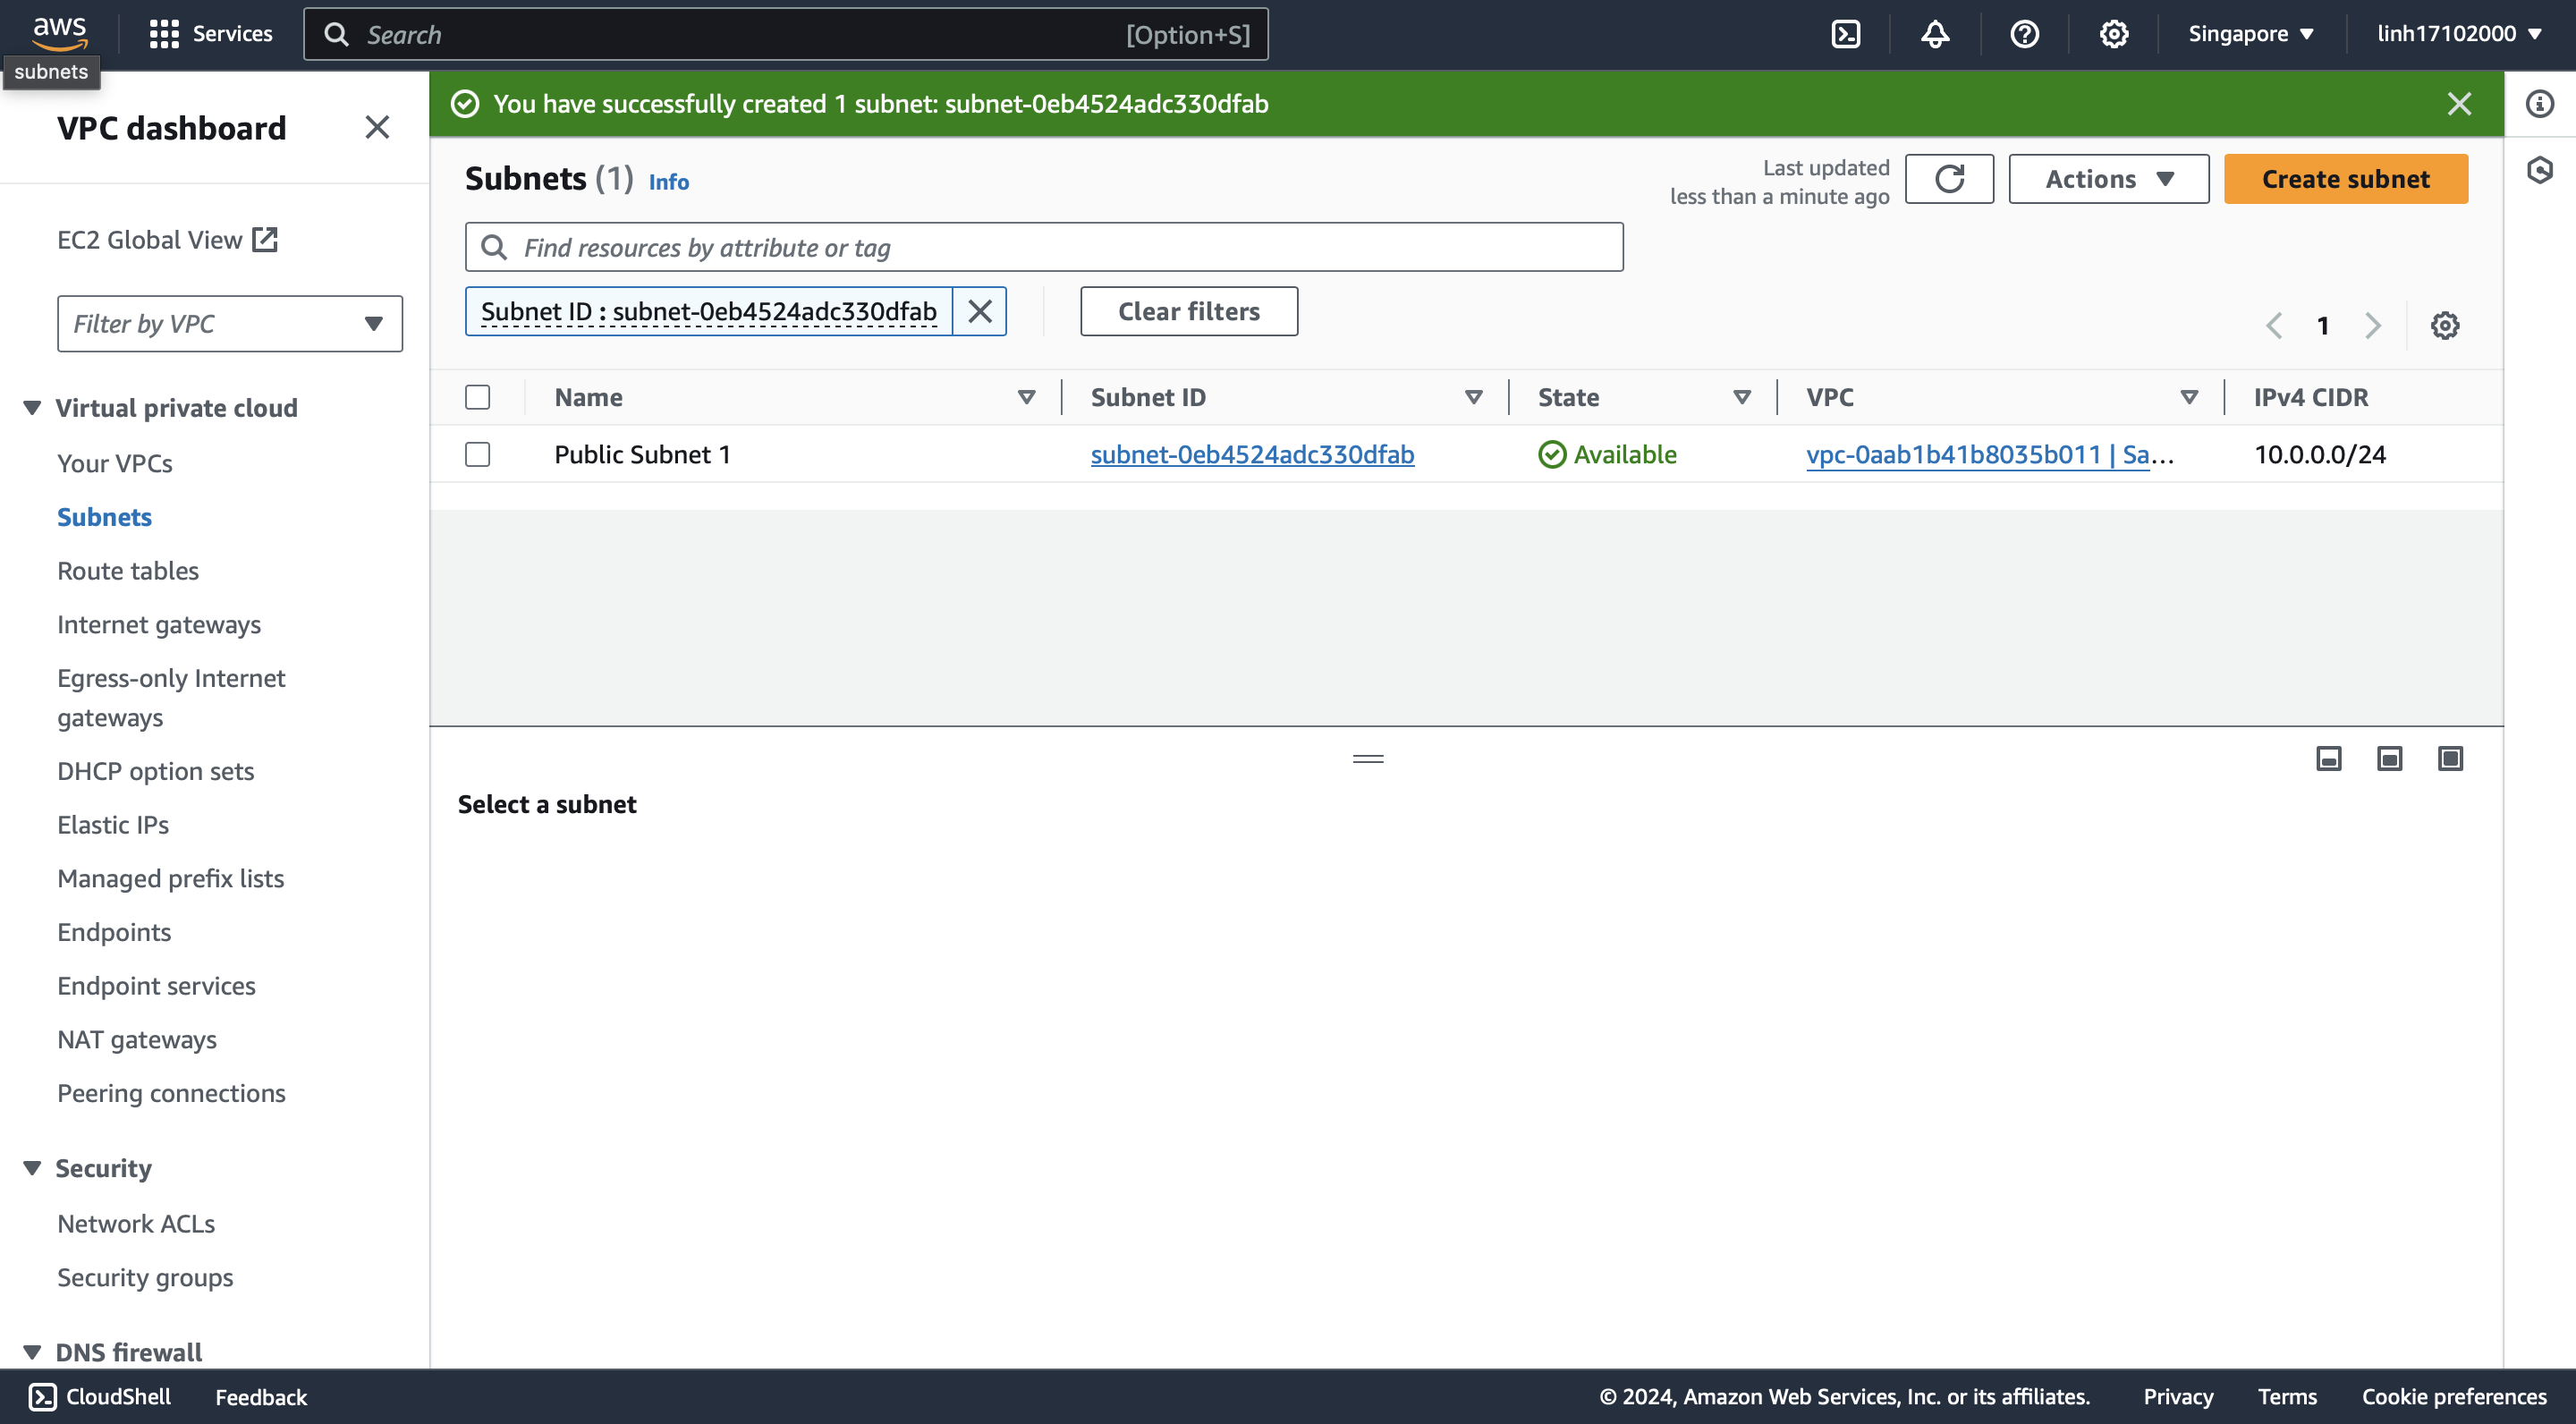 aws
Services
Search
[Option+S]
Singapore
linh17102000
subnets
VPC dashboard
EC2 Global View
Filter by VPC
Virtual private cloud
Your VPCs
Subnets
Route tables
Internet gateways
Egress-only Internet
gateways
DHCP option sets
Elastic IPs
Managed prefix lists
Endpoints
Endpoint services
NAT gateways
Peering connections
Security
Network ACLs
Security groups
DNS firewall
You have successfully created 1 subnet: subnet-0eb4524adc330dfab
Subnets (1) Info
Last updated
less than a minute ago
Actions
Create subnet
Find resources by attribute or tag
Subnet ID : subnet-0eb4524adc330dfab
Clear filters
1
Name Subnet ID State VPC IPv4 CIDR
Public Subnet 1 subnet-0eb4524adc330dfab Available vpc-0aab1b41b8035b011 | Sa... 10.0.0.0/24
Select a subnet
CloudShell Feedback © 2024, Amazon Web Services, Inc. or its affiliates. Privacy Terms Cookie preferences